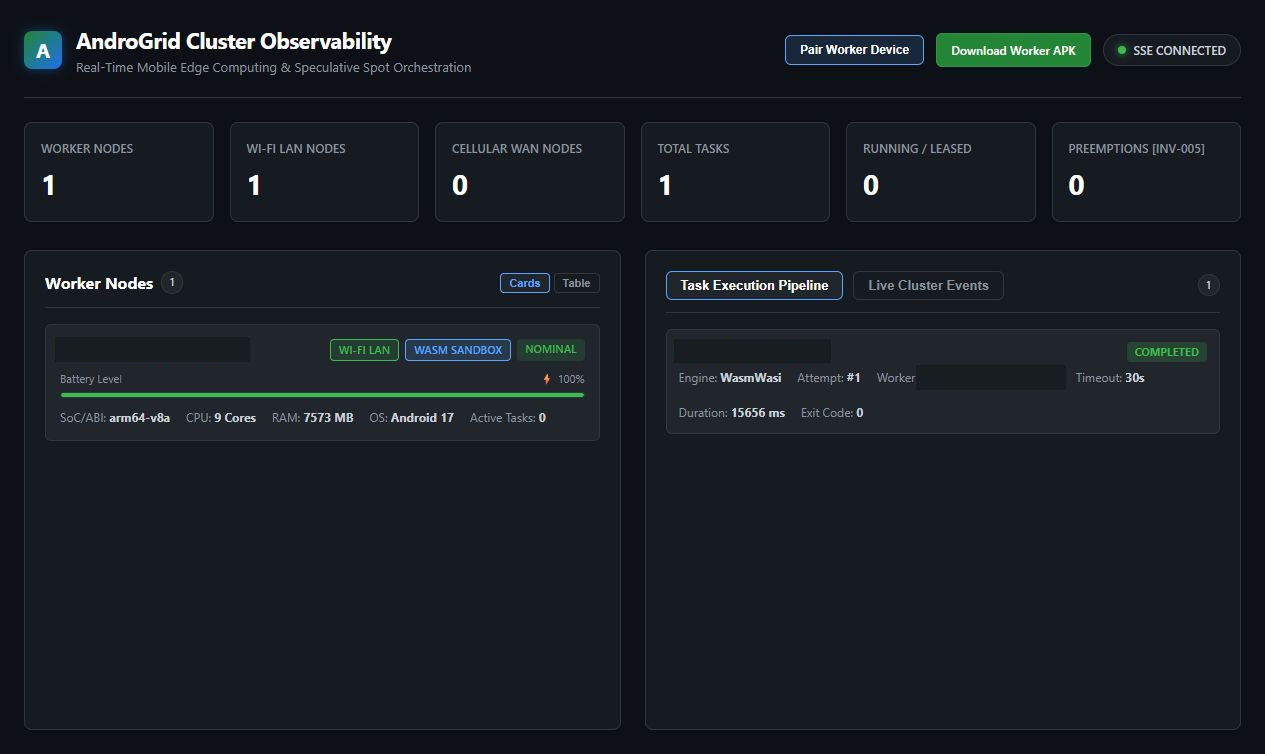 A
AndroGrid Cluster Observability
Real-Time Mobile Edge Computing & Speculative Spot Orchestration
Pair Worker Device
Download Worker APK
SSE CONNECTED
WORKER NODES
1
WI-FI LAN NODES
1
CELLULAR WAN NODES
0
TOTAL TASKS
1
RUNNING / LEASED
0
PREEMPTIONS [INV-005]
0
Worker Nodes 1
Cards Table
WI-FI LAN WASM SANDBOX NOMINAL
Battery Level 100%
SoC/ABI: arm64-v8a CPU: 9 Cores RAM: 7573 MB OS: Android 17 Active Tasks: 0
Task Execution Pipeline Live Cluster Events 1
COMPLETED
Engine: WasmWasi Attempt: #1 Worker Timeout: 30s
Duration: 15656 ms Exit Code: 0